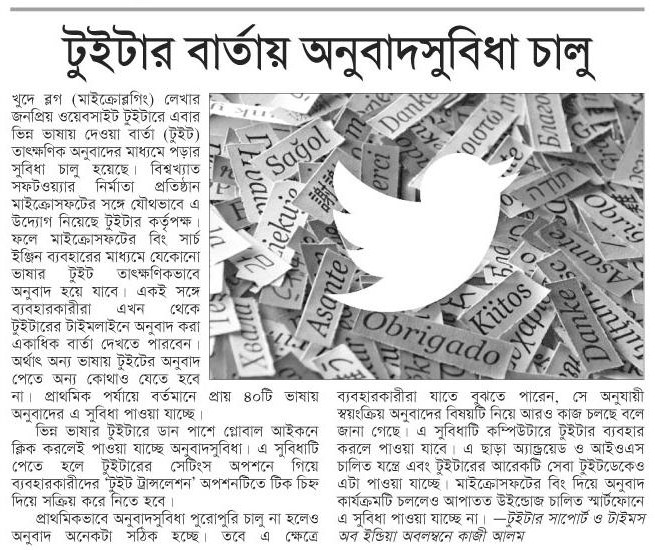 টুইটার বার্তায় অনুবাদসুবিধা চালু
খুদে ব্লগ (মাইক্রোব্লগিং) লেখার
জনপ্রিয় ওয়েবসাইট টুইটারে এবার
ভিন্ন ভাষায় দেওয়া বার্তা (টুইট)
তাৎক্ষণিক অনুবাদের মাধ্যমে পড়ার
সুবিধা চালু হয়েছে। বিশ্বখ্যাত
সফটওয়্যার নির্মাতা প্রতিষ্ঠান
মাইক্রোসফটের সঙ্গে যৌথভাবে এ
উদ্যোগ নিয়েছে টুইটার কর্তৃপক্ষ।
ফলে মাইক্রোসফটের বিং সার্চ
ইঞ্জিন ব্যবহারের মাধ্যমে যেকোনো
ভাষার টুইট তাৎক্ষণিকভাবে
অনুবাদ হয়ে যাবে। একই সঙ্গে
ব্যবহারকারীরা এখন থেকে
টুইটারের টাইমলাইনে অনুবাদ করা
একাধিক বার্তা দেখতে পারবেন।
অর্থাৎ অন্য ভাষায় টুইটের অনুবাদ
পেতে অন্য কোথাও যেতে হবে
না। প্রাথমিক পর্যায়ে বর্তমানে প্রায় ৪০টি ভাষায়
অনুবাদের এ সুবিধা পাওয়া যাচ্ছে।
ভিন্ন ভাষার টুইটারে ডান পাশে গ্লোবাল আইকনে
ক্লিক করলেই পাওয়া যাচ্ছে অনুবাদসুবিধা। এ সুবিধাটি
পেতে হলে টুইটারের সেটিংস অপশনে গিয়ে
ব্যবহারকারীদের ‘টুইট ট্রান্সলেশন’ অপশনটিতে টিক চিহ্ন
দিয়ে সক্রিয় করে নিতে হবে।
প্রাথমিকভাবে অনুবাদসুবিধা পুরোপুরি চালু না হলেও
অনুবাদ অনেকটা সঠিক হচ্ছে। তবে এ ক্ষেত্রে
ব্যবহারকারীরা যাতে বুঝতে পারেন, সে অনুযায়ী
স্বয়ংক্রিয় অনুবাদের বিষয়টি নিয়ে আরও কাজ চলছে বলে
জানা গেছে। এ সুবিধাটি কম্পিউটারে টুইটার ব্যবহার
করলে পাওয়া যাবে। এ ছাড়া অ্যান্ড্রয়েড ও আইওএস
চালিত যন্ত্রে এবং টুইটারের আরেকটি সেবা টুইটডেকেও
এটা পাওয়া যাচ্ছে। মাইক্রোসফটের বিং দিয়ে অনুবাদ
কার্যক্রমটি চললেও আপাতত উইন্ডোজ চালিত স্মার্টফোনে
এ সুবিধা পাওয়া যাচ্ছে না। —টুইটার সাপোর্ট ও টাইমস
অব ইন্ডিয়া অবলম্বনে কাজী আলম
Danke
Sağol
Asante
Obrigado
Kiitos
Obrigado
Asante
Danke
Хвала